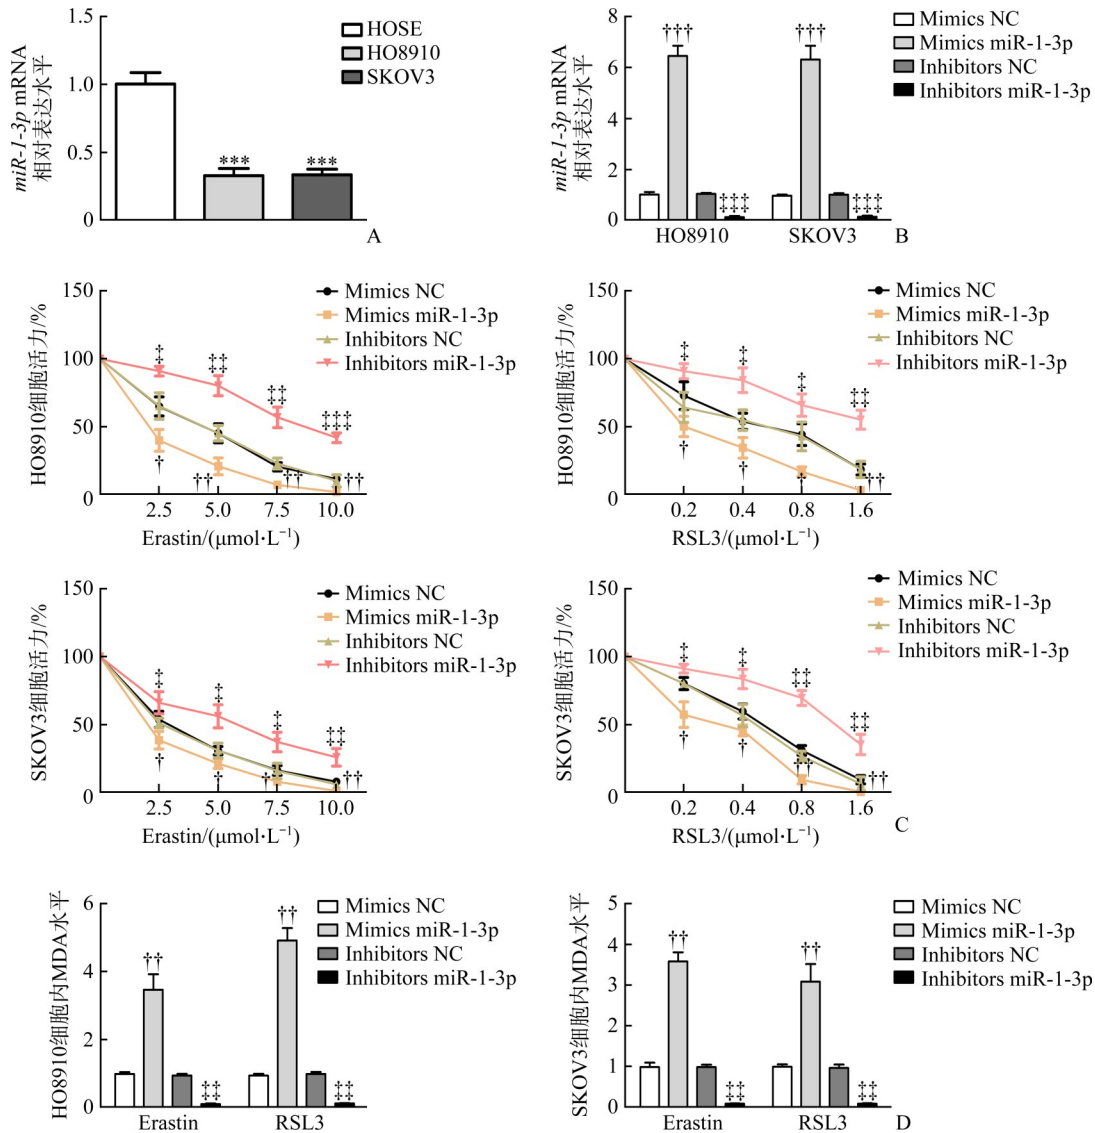 miR-1-3p mRNA
相对表达水平
1.5
1.0
0.5
0
HOSE
HO8910
SKOV3
***
***
A
miR-1-3p mRNA
相对表达水平
8
6
4
2
0
Mimics NC
Mimics miR-1-3p
Inhibitors NC
Inhibitors miR-1-3p
†††
†††
‡‡‡
‡‡‡
HO8910
SKOV3
B
HO8910细胞活力/%
150
100
50
0
Mimics NC
Mimics miR-1-3p
Inhibitors NC
Inhibitors miR-1-3p
‡
‡‡
‡‡
‡‡‡
†
††
††
††
2.5
5.0
7.5
10.0
Erastin/(μmol·L⁻¹)
HO8910细胞活力/%
150
100
50
0
Mimics NC
Mimics miR-1-3p
Inhibitors NC
Inhibitors miR-1-3p
‡
‡
‡
‡‡
†
†
†
††
0.2
0.4
0.8
1.6
RSL3/(μmol·L⁻¹)
SKOV3细胞活力/%
150
100
50
0
Mimics NC
Mimics miR-1-3p
Inhibitors NC
Inhibitors miR-1-3p
‡
‡
‡
‡‡
†
†
†
††
2.5
5.0
7.5
10.0
Erastin/(μmol·L⁻¹)
SKOV3细胞活力/%
150
100
50
0
Mimics NC
Mimics miR-1-3p
Inhibitors NC
Inhibitors miR-1-3p
‡
‡
‡‡
‡‡
†
†
††
††
0.2
0.4
0.8
1.6
RSL3/(μmol·L⁻¹)
C
HO8910细胞内MDA水平
6
4
2
0
Mimics NC
Mimics miR-1-3p
Inhibitors NC
Inhibitors miR-1-3p
††
††
‡‡
‡‡
Erastin
RSL3
SKOV3细胞内MDA水平
5
4
3
2
1
0
Mimics NC
Mimics miR-1-3p
Inhibitors NC
Inhibitors miR-1-3p
††
††
‡‡
‡‡
Erastin
RSL3
D